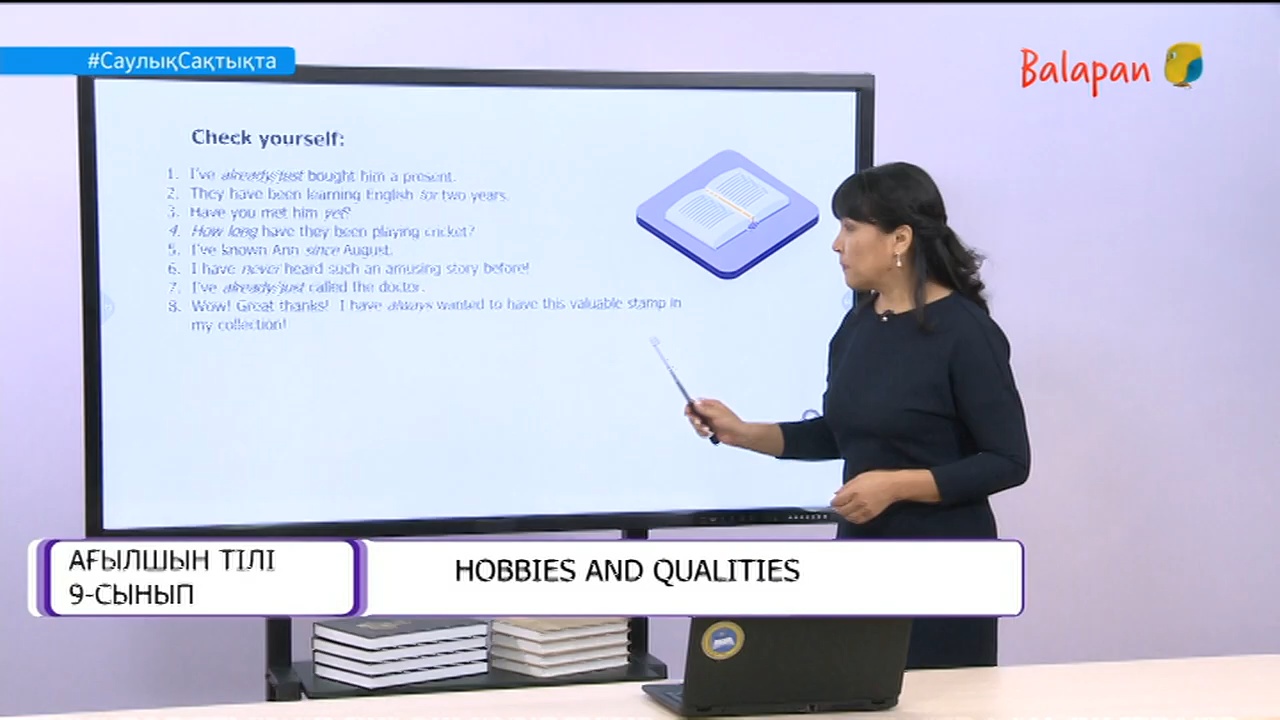 #СаулықСақтықта
Balapan
Check yourself:
1. I've already/just bought him a present.
2. They have been learning English for two years.
3. Have you met him yet?
4. How long have they been playing cricket?
5. I've known Ann since August.
6. I have never heard such an amusing story before!
7. I've already/just called the doctor.
8. Wow! Great thanks! I have always wanted to have this valuable stamp in
my collection!
АҒЫЛШЫН ТІЛІ
9-СЫНЫП
HOBBIES AND QUALITIES